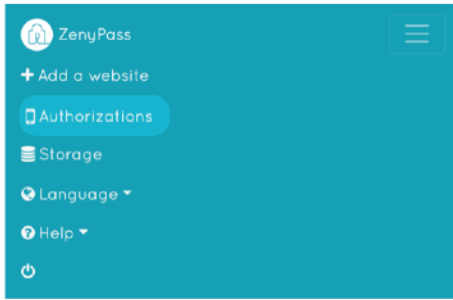 ZenyPass
Add a website
Authorizations
Storage
Language
Help